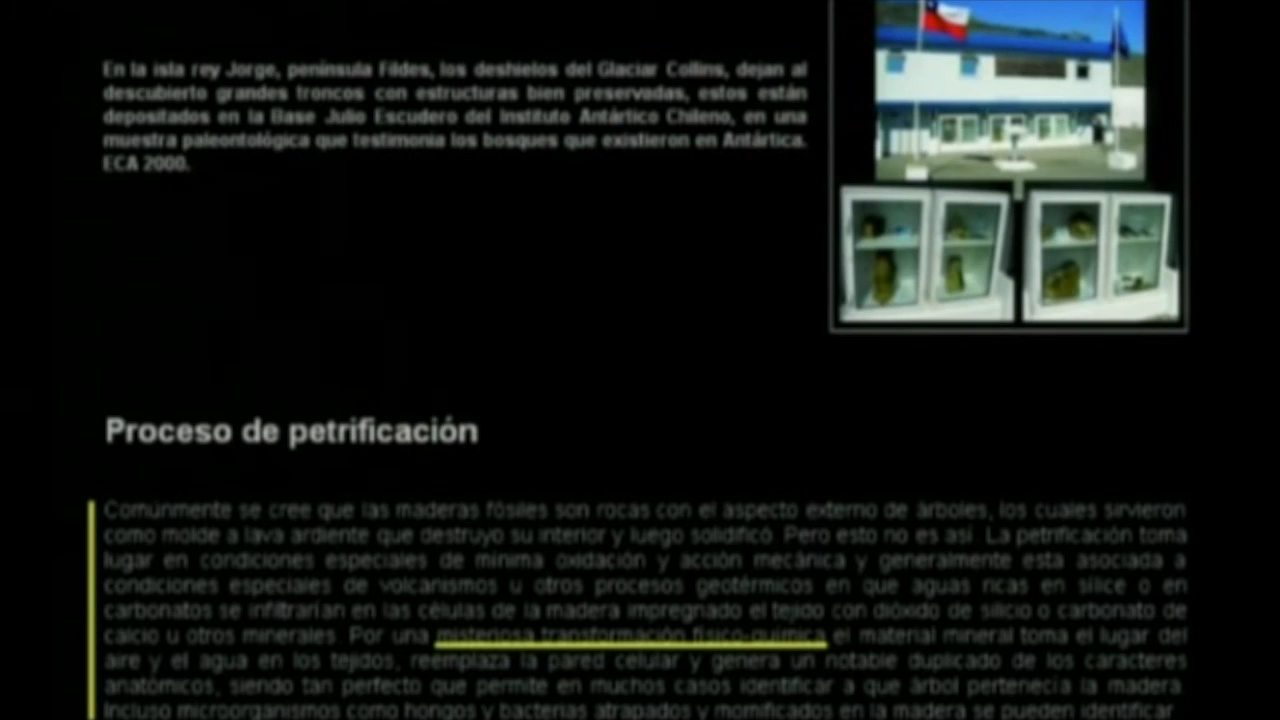 En la isla rey Jorge, península Fildes, los deshielos del Glaciar Collins, dejan al
descubierto grandes troncos con estructuras bien preservadas, estos están
depositados en la Base Julio Escudero del Instituto Antártico Chileno, en una
muestra paleontológica que testimonia los bosques que existieron en Antártica.
ECA 2000.
Proceso de petrificación
Comúnmente se cree que las maderas fósiles son rocas con el aspecto externo de árboles, los cuales sirvieron
como molde a lava ardiente que destruyo su interior y luego solidificó. Pero esto no es así. La petrificación toma
lugar en condiciones especiales de mínima oxidación y acción mecánica y generalmente esta asociada a
condiciones especiales de volcanismos u otros procesos geotérmicos en que aguas ricas en sílice o en
carbonatos se infiltrarían en las células de la madera impregnado el tejido con dióxido de silicio o carbonato de
calcio u otros minerales. Por una misteriosa transformación físico-química el material mineral toma el lugar del
aire y el agua en los tejidos, reemplaza la pared celular y genera un notable duplicado de los caracteres
anatómicos, siendo tan perfecto que permite en muchos casos identificar a que árbol pertenecía la madera.
Incluso microorganismos como hongos y bacterias atrapados y momificados en la madera se pueden identificar